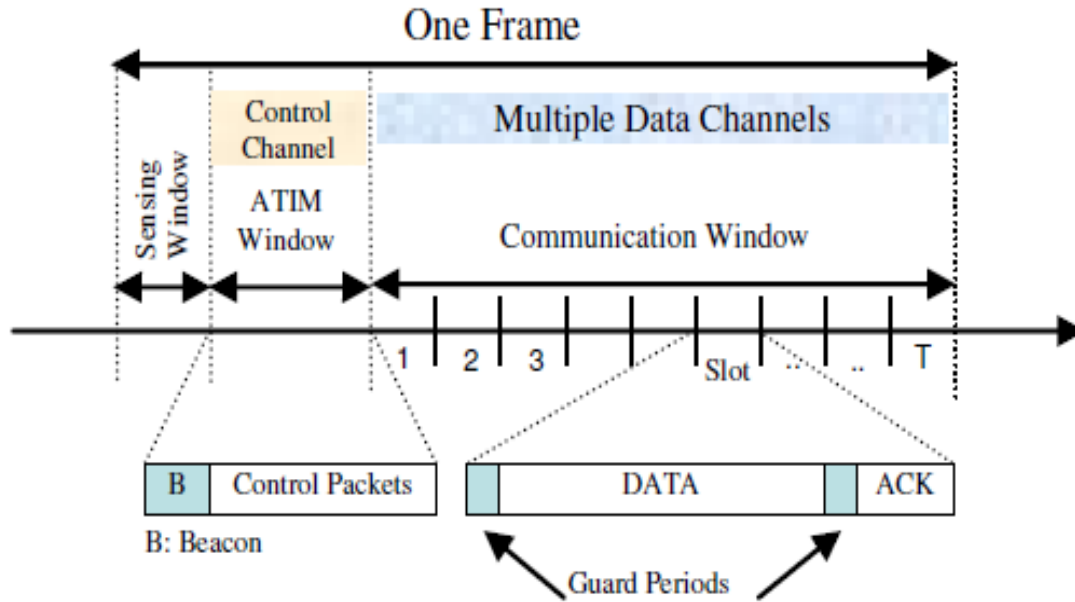 One Frame
Control
Channel
Multiple Data Channels
Sensing
Window
ATIM
Window
Communication Window
1
2
3
Slot
..
..
T
B
Control Packets
DATA
ACK
B: Beacon
Guard Periods